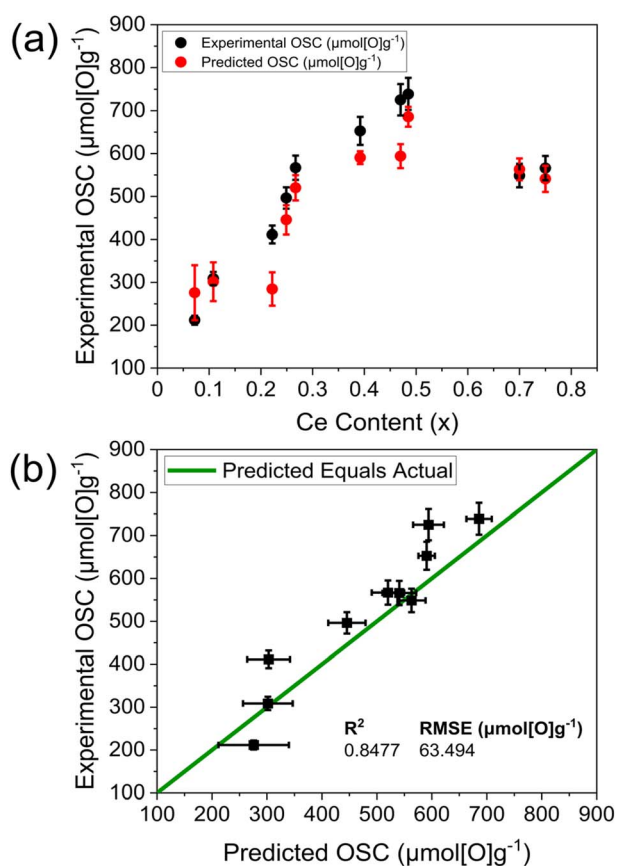 (a)
Experimental OSC (µmol[O]g⁻¹)
900
800
700
600
500
400
300
200
100
Experimental OSC (µmol[O]g⁻¹)
Predicted OSC (µmol[O]g⁻¹)
0 0.1 0.2 0.3 0.4 0.5 0.6 0.7 0.8
Ce Content (x)
(b)
Experimental OSC (µmol[O]g⁻¹)
900
800
700
600
500
400
300
200
100
Predicted Equals Actual
R² RMSE (µmol[O]g⁻¹)
0.8477 63.494
100 200 300 400 500 600 700 800 900
Predicted OSC (µmol[O]g⁻¹)